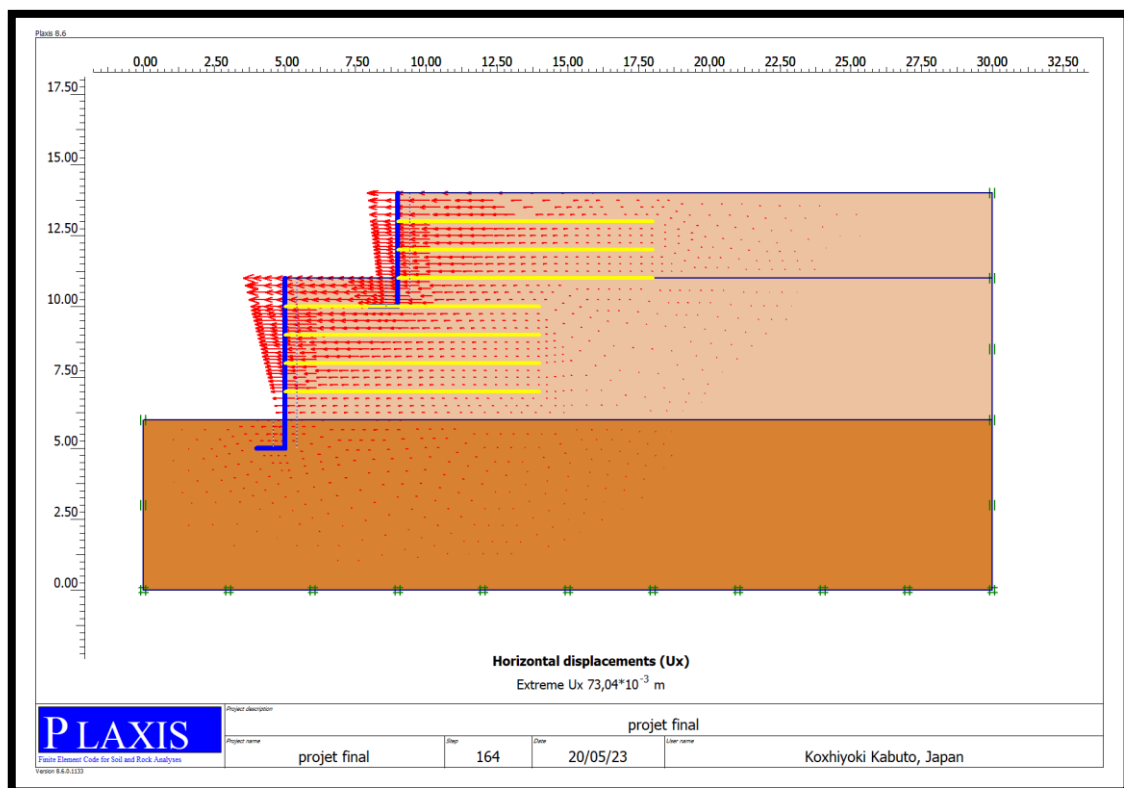 Plaxis 8.6
0.00 2.50 5.00 7.50 10.00 12.50 15.00 17.50 20.00 22.50 25.00 27.50 30.00 32.50
17.50
15.00
12.50
10.00
7.50
5.00
2.50
0.00
Horizontal displacements (Ux)
Extreme Ux 73,04*10⁻³ m
PLAXIS
Finite Element Code for Soil and Rock Analyses
Version 8.6.0.1133
Project description
projet final
Project name
projet final
Step
164
Date
20/05/23
User name
Koxhiyoki Kabuto, Japan